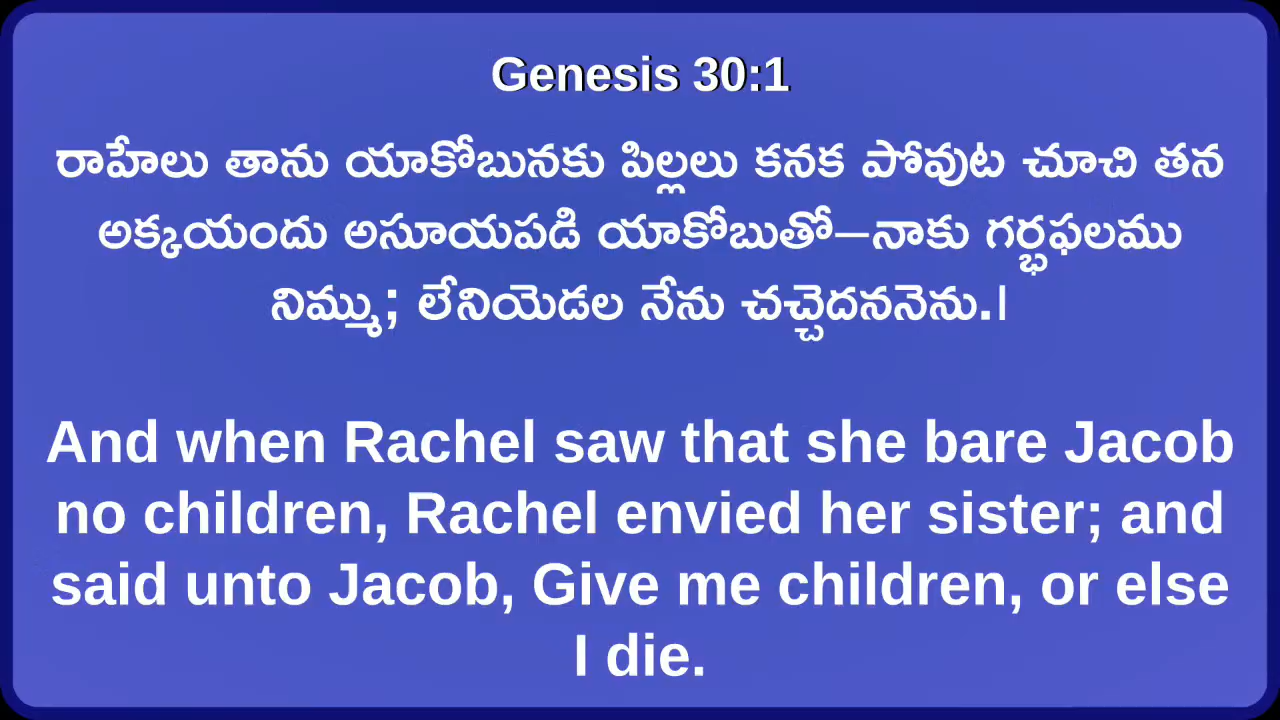 Genesis 30:1
రాహేలు తాను యాకోబునకు పిల్లలు కనక పోవుట చూచి తన
అక్కయందు అసూయపడి యాకోబుతో—నాకు గర్భఫలము
నిమ్ము; లేనియెడల నేను చచ్చెదననెను.।
And when Rachel saw that she bare Jacob
no children, Rachel envied her sister; and
said unto Jacob, Give me children, or else
I die.